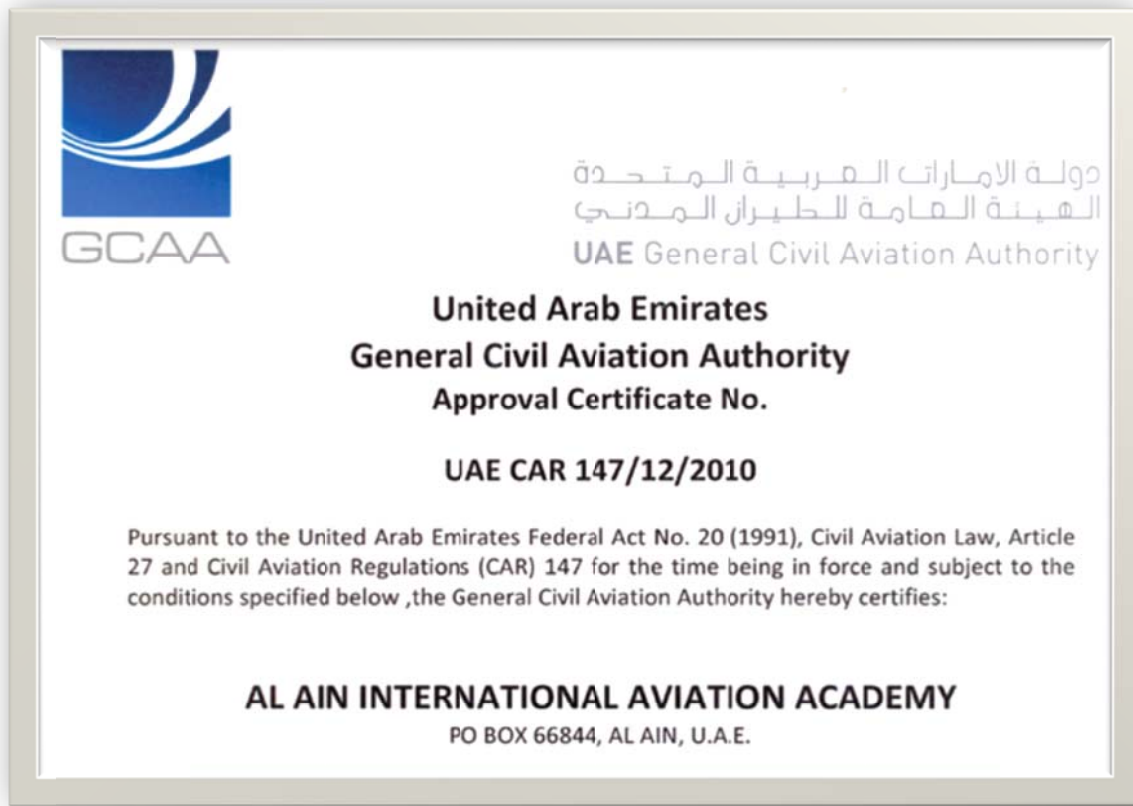 GCAA
دولة الامارات العربية المتحدة
الهيئة العامة للطيران المدني
UAE General Civil Aviation Authority
United Arab Emirates
General Civil Aviation Authority
Approval Certificate No.
UAE CAR 147/12/2010
Pursuant to the United Arab Emirates Federal Act No. 20 (1991), Civil Aviation Law, Article
27 and Civil Aviation Regulations (CAR) 147 for the time being in force and subject to the
conditions specified below ,the General Civil Aviation Authority hereby certifies:
AL AIN INTERNATIONAL AVIATION ACADEMY
PO BOX 66844, AL AIN, U.A.E.